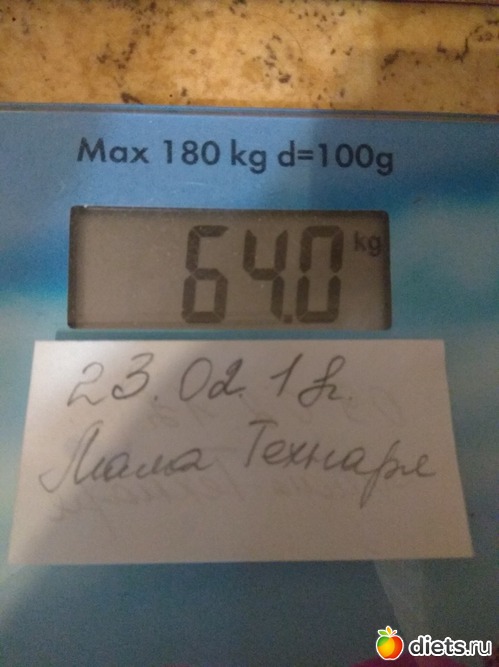 Max 180 kg d=100g
64.0 kg
23.02.18г.
Мама Технаря
diets.ru